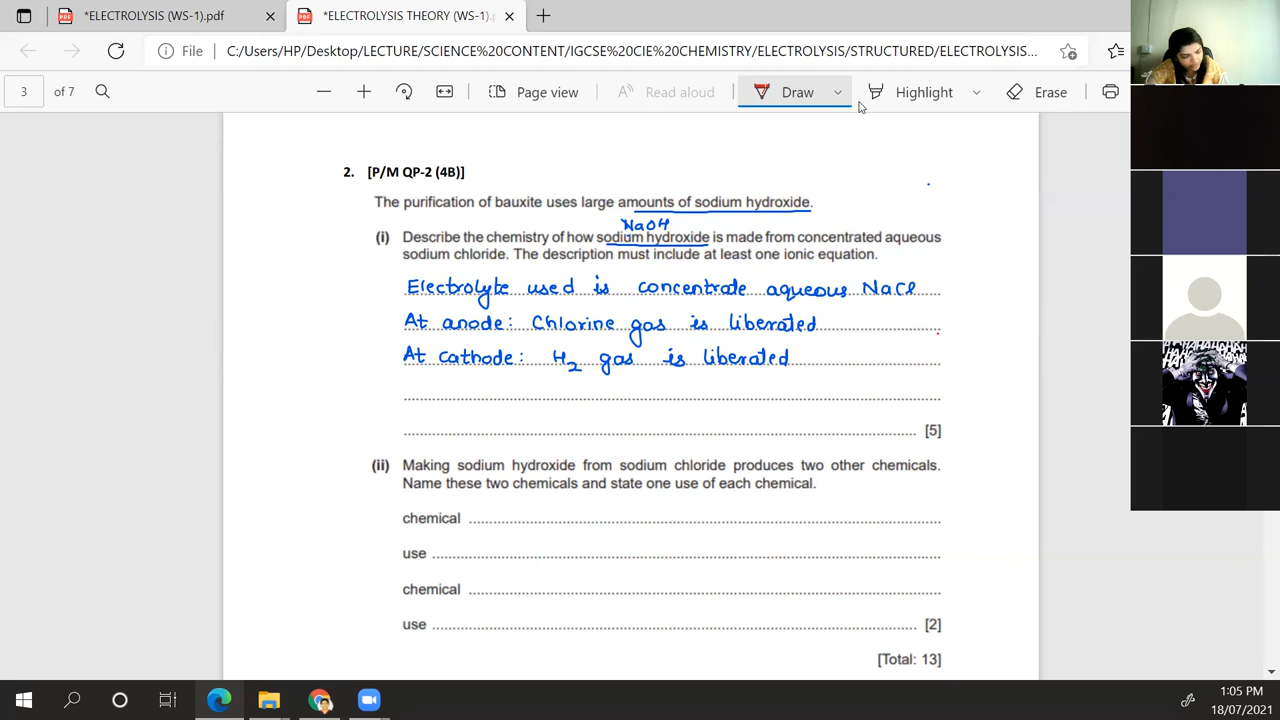 *ELECTROLYSIS (WS-1).pdf
*ELECTROLYSIS THEORY (WS-1).
File
C:/Users/HP/Desktop/LECTURE/SCIENCE%20CONTENT/IGCSE%20CIE%20CHEMISTRY/ELECTROLYSIS/STRUCTURED/ELECTROLYSIS...
3 of 7
Page view
Read aloud
Draw
Highlight
Erase
2. [P/M QP-2 (4B)]
The purification of bauxite uses large amounts of sodium hydroxide.
NaOH
(i) Describe the chemistry of how sodium hydroxide is made from concentrated aqueous
sodium chloride. The description must include at least one ionic equation.
Electrolyte used is concentrate aqueous NaCl
At anode: Chlorine gas is liberated
At cathode: H2 gas is liberated
[5]
(ii) Making sodium hydroxide from sodium chloride produces two other chemicals.
Name these two chemicals and state one use of each chemical.
chemical
use
chemical
use [2]
[Total: 13]
1:05 PM
18/07/2021